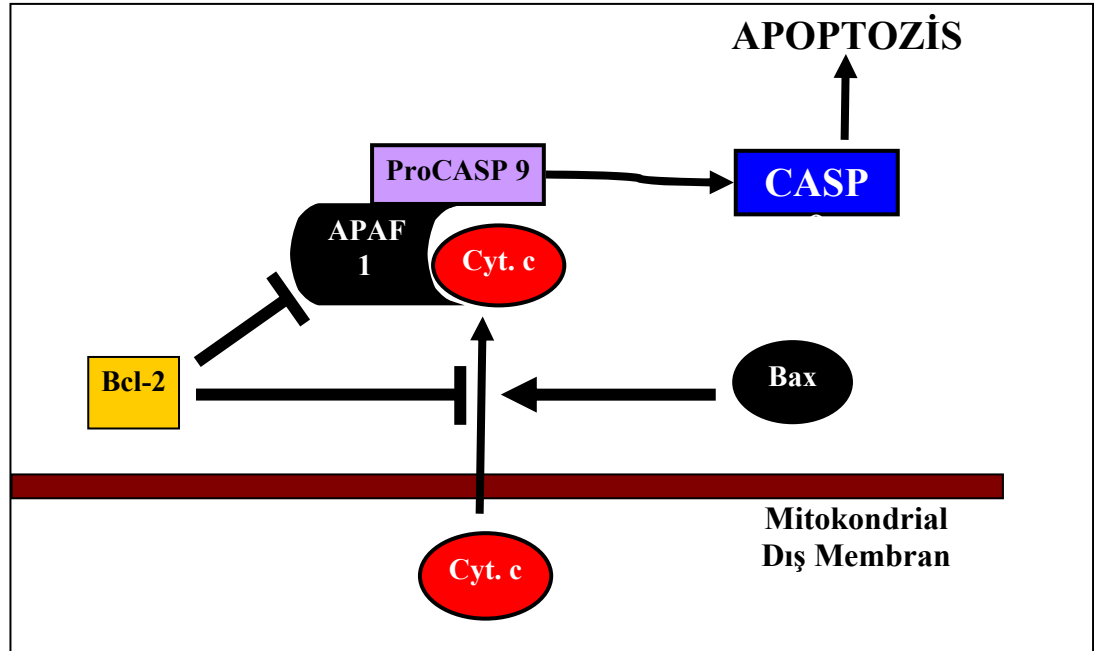 APOPTOZİS
ProCASP 9
CASP
APAF
1
Cyt. c
Bcl-2
Bax
Mitokondrial
Dış Membran
Cyt. c